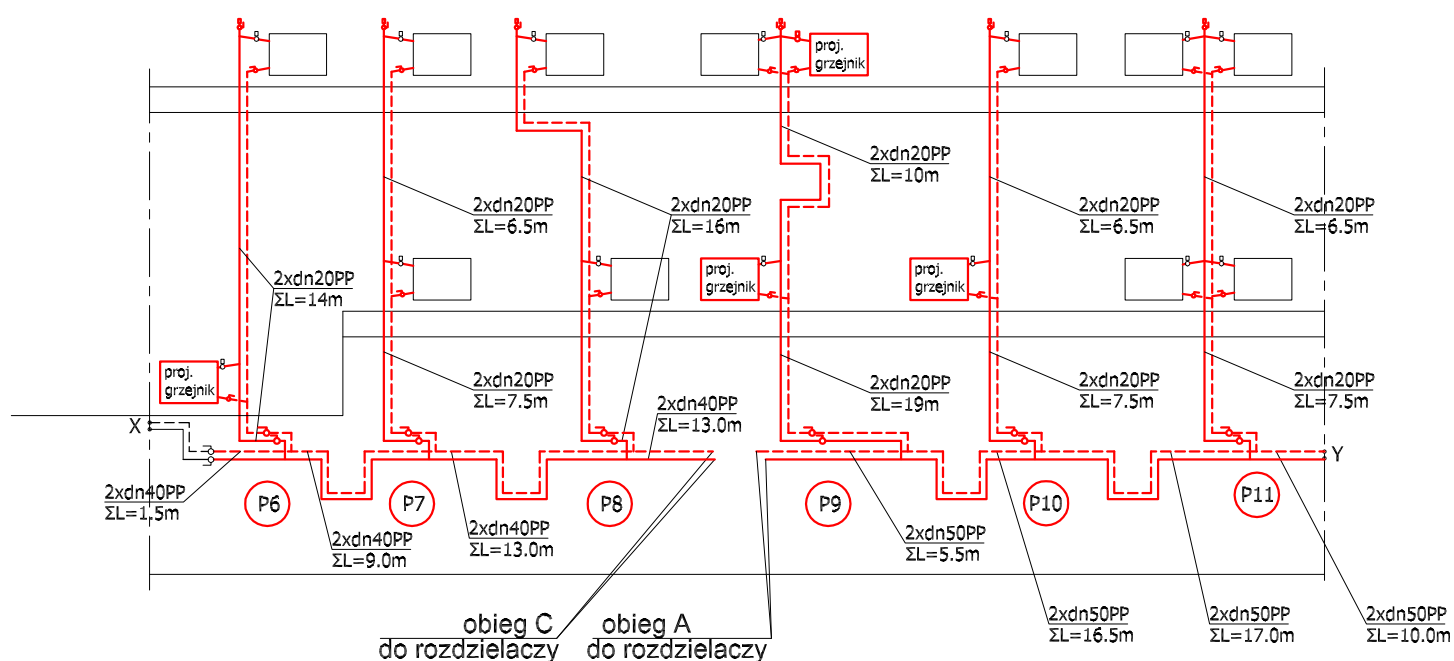 proj.
grzejnik
2xdn20PP
ΣL=10m
2xdn20PP
ΣL=6.5m
2xdn20PP
ΣL=16m
2xdn20PP
ΣL=6.5m
2xdn20PP
ΣL=6.5m
2xdn20PP
ΣL=14m
proj.
grzejnik
proj.
grzejnik
proj.
grzejnik
2xdn20PP
ΣL=7.5m
2xdn40PP
ΣL=13.0m
2xdn20PP
ΣL=19m
2xdn20PP
ΣL=7.5m
2xdn20PP
ΣL=7.5m
X
Y
2xdn40PP
ΣL=1.5m
P6
P7
P8
P9
P10
P11
2xdn40PP
ΣL=9.0m
2xdn40PP
ΣL=13.0m
2xdn50PP
ΣL=5.5m
obieg C
do rozdzielaczy
obieg A
do rozdzielaczy
2xdn50PP
ΣL=16.5m
2xdn50PP
ΣL=17.0m
2xdn50PP
ΣL=10.0m